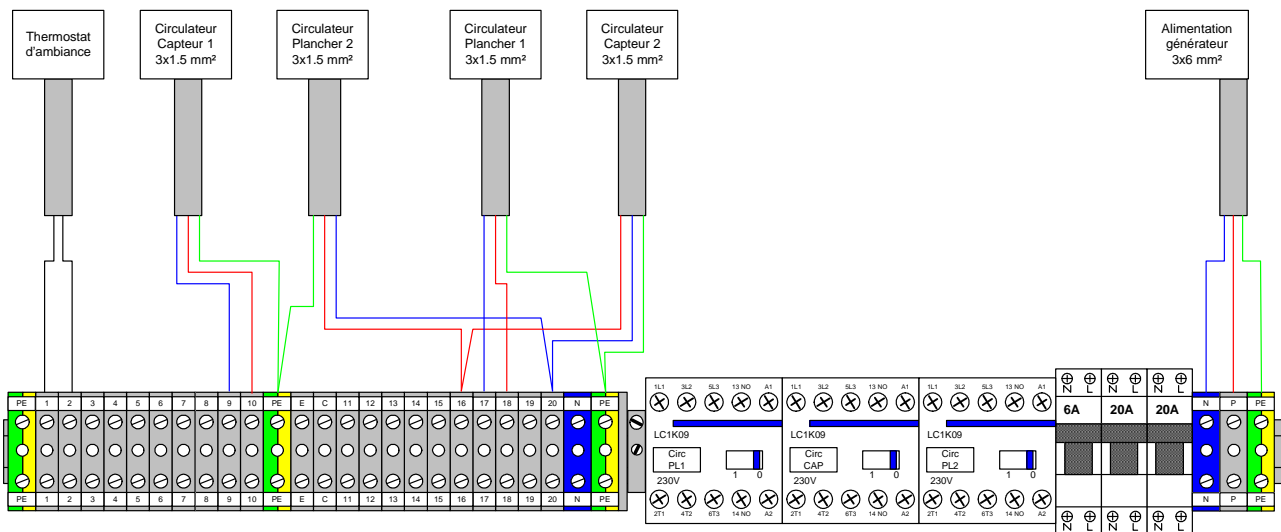 Thermostat
d'ambiance
Circulateur
Capteur 1
3x1.5 mm²
Circulateur
Plancher 2
3x1.5 mm²
Circulateur
Plancher 1
3x1.5 mm²
Circulateur
Capteur 2
3x1.5 mm²
Alimentation
générateur
3x6 mm²
PE 1 2 3 4 5 6 7 8 9 10 PE E C 11 12 13 14 15 16 17 18 19 20 N PE
1L1 3L2 5L3 13 NO A1
LC1K09
Circ
PL1
1 0
230V
2T1 4T2 6T3 14 NO A2
1L1 3L2 5L3 13 NO A1
LC1K09
Circ
CAP
1 0
230V
2T1 4T2 6T3 14 NO A2
1L1 3L2 5L3 13 NO A1
LC1K09
Circ
PL2
1 0
230V
2T1 4T2 6T3 14 NO A2
N L N L N L
6A 20A 20A
N L N L N L
N P PE
PE 1 2 3 4 5 6 7 8 9 10 PE E C 11 12 13 14 15 16 17 18 19 20 N PE
N P PE